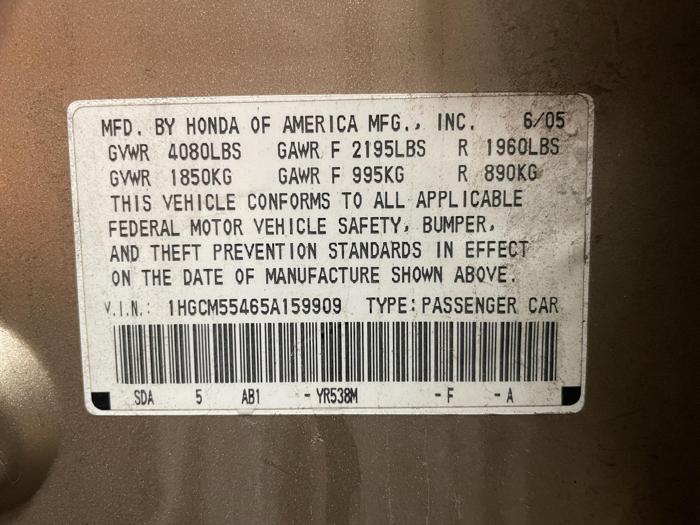 MFD. BY HONDA OF AMERICA MFG., INC. 6/05
GVWR 4080LBS GAWR F 2195LBS R 1960LBS
GVWR 1850KG GAWR F 995KG R 890KG
THIS VEHICLE CONFORMS TO ALL APPLICABLE
FEDERAL MOTOR VEHICLE SAFETY, BUMPER,
AND THEFT PREVENTION STANDARDS IN EFFECT
ON THE DATE OF MANUFACTURE SHOWN ABOVE.
V.I.N.: 1HGCM55465A159909 TYPE: PASSENGER CAR
SDA 5 AB1 - YR538M - F - A